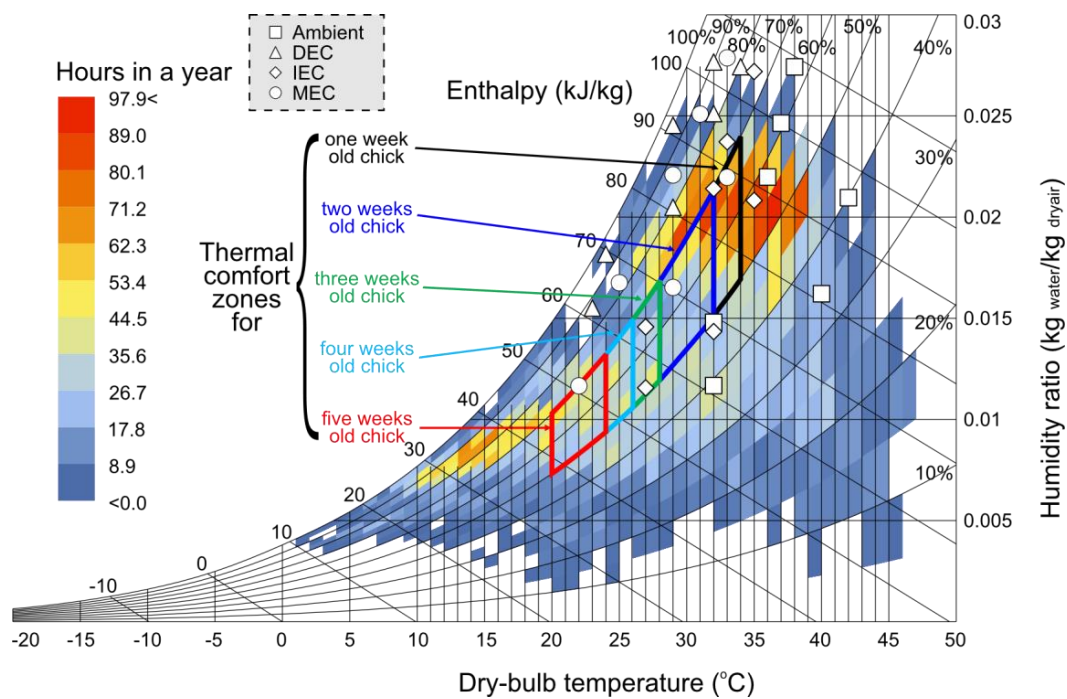 Ambient
DEC
IEC
MEC
Hours in a year
97.9<
89.0
80.1
71.2
62.3
53.4
44.5
35.6
26.7
17.8
8.9
<0.0
Enthalpy (kJ/kg)
Thermal
comfort
zones
for
one week
old chick
two weeks
old chick
three weeks
old chick
four weeks
old chick
five weeks
old chick
-10
0
10
20
30
40
50
60
70
80
90
100
100%
90%
80%
70%
60%
50%
40%
30%
20%
10%
0.03
0.025
0.02
0.015
0.01
0.005
Humidity ratio (kg water/kg dryair)
-20
-15
-10
-5
0
5
10
15
20
25
30
35
40
45
50
Dry-bulb temperature (°C)